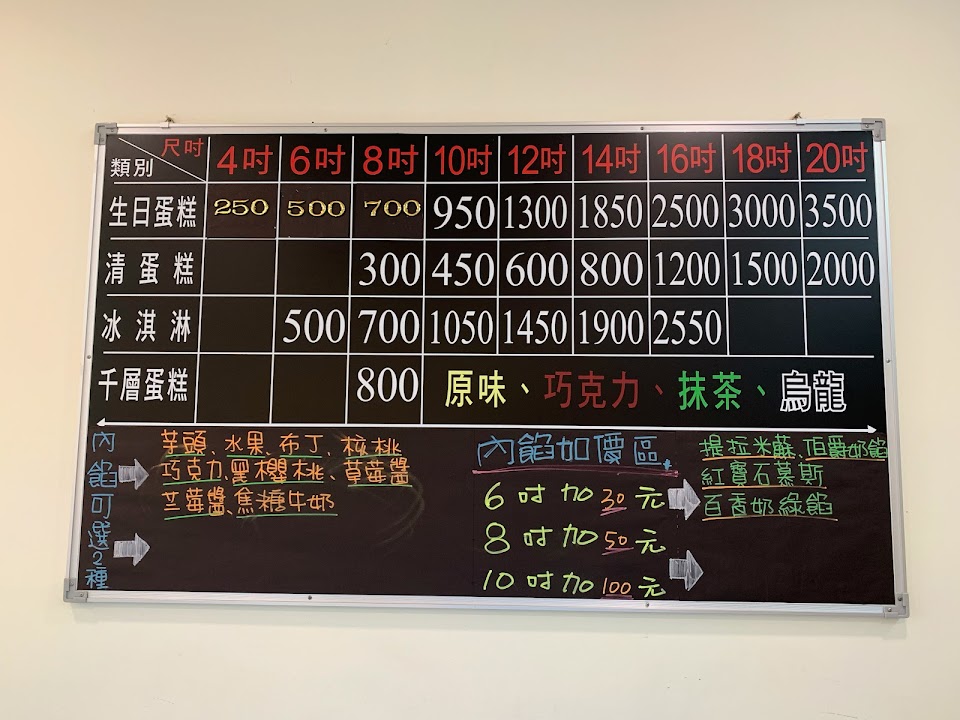 尺吋 4吋 6吋 8吋 10吋 12吋 14吋 16吋 18吋 20吋
類別
生日蛋糕 250 500 700 950 1300 1850 2500 3000 3500
清蛋糕 300 450 600 800 1200 1500 2000
冰淇淋 500 700 1050 1450 1900 2550
千層蛋糕 800 原味、巧克力、抹茶、烏龍
內餡可選2種
芋頭、水果、布丁、核桃
巧克力、黑櫻桃、草莓醬
兰莓醬、焦糖牛奶
內餡加價區
6吋加30元
8吋加50元
10吋加100元
提拉米蘇、伯爵奶餡
紅寶石慕斯
百香奶綠餡